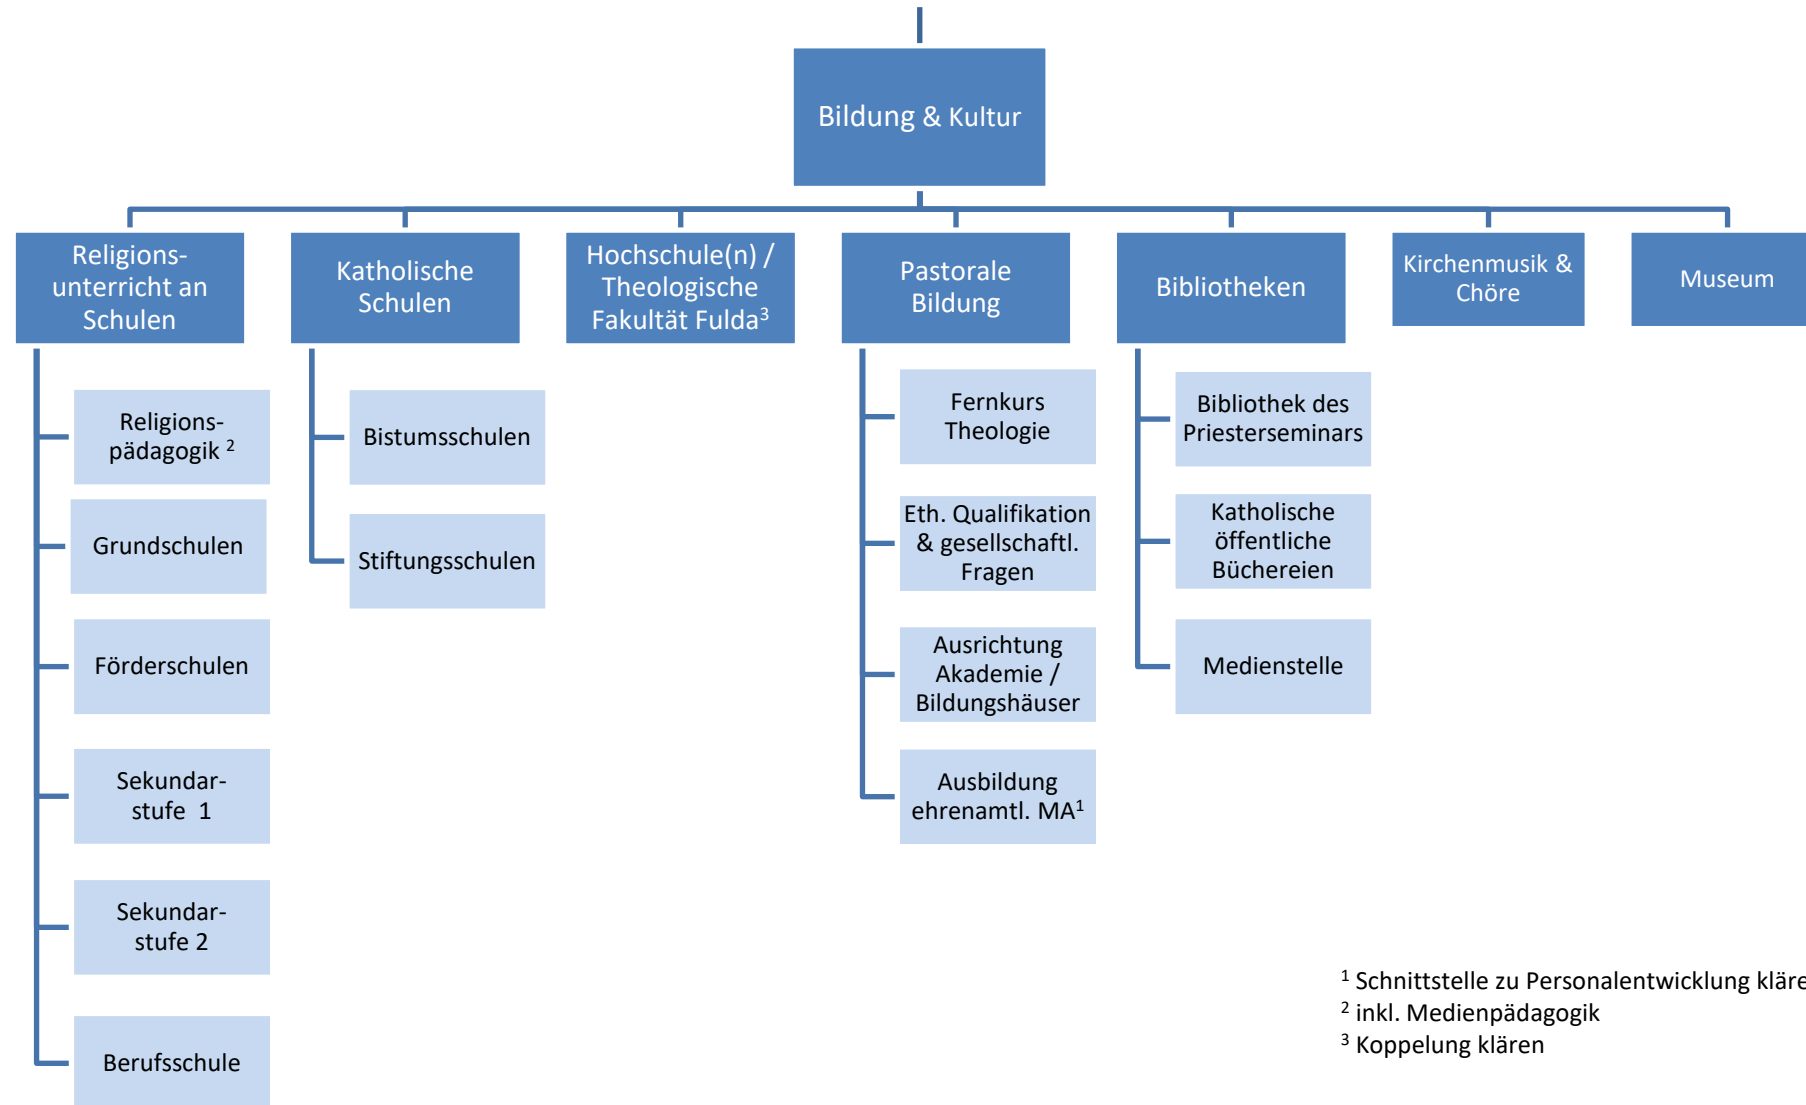 Bildung & Kultur
Religions-
unterricht an
Schulen
Katholische
Schulen
Hochschule(n) /
Theologische
Fakultät Fulda³
Pastorale
Bildung
Bibliotheken
Kirchenmusik &
Chöre
Museum
Religions-
pädagogik ²
Grundschulen
Förderschulen
Sekundar-
stufe 1
Sekundar-
stufe 2
Berufsschule
Bistumsschulen
Stiftungsschulen
Fernkurs
Theologie
Eth. Qualifikation
& gesellschaftl.
Fragen
Ausrichtung
Akademie /
Bildungshäuser
Ausbildung
ehrenamtl. MA¹
Bibliothek des
Priesterseminars
Katholische
öffentliche
Büchereien
Medienstelle
¹ Schnittstelle zu Personalentwicklung kläre
² inkl. Medienpädagogik
³ Koppelung klären